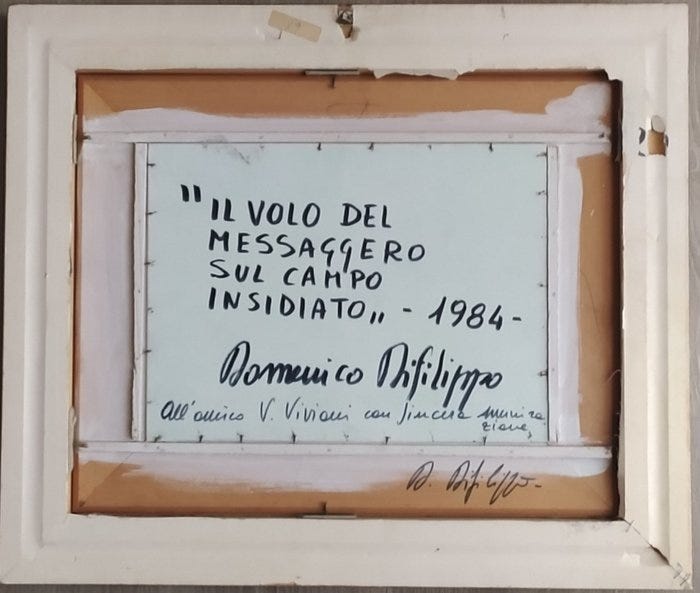 "IL VOLO DEL
MESSAGGERO
SUL CAMPO
INSIDIATO„ - 1984-
Domenico Difilippo
All'amico V. Viviani con sincera ammira
zione,
D. Difilippo-